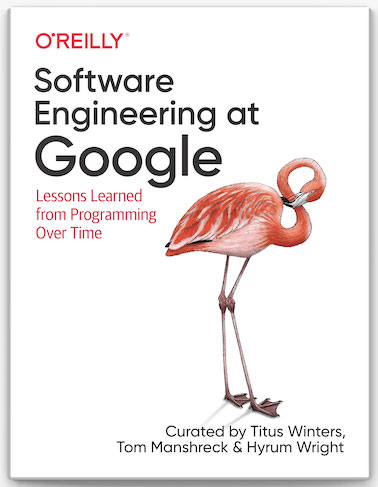 O'REILLY®
Software
Engineering at
Google
Lessons Learned
from Programming
Over Time
Curated by Titus Winters,
Tom Manshreck & Hyrum Wright